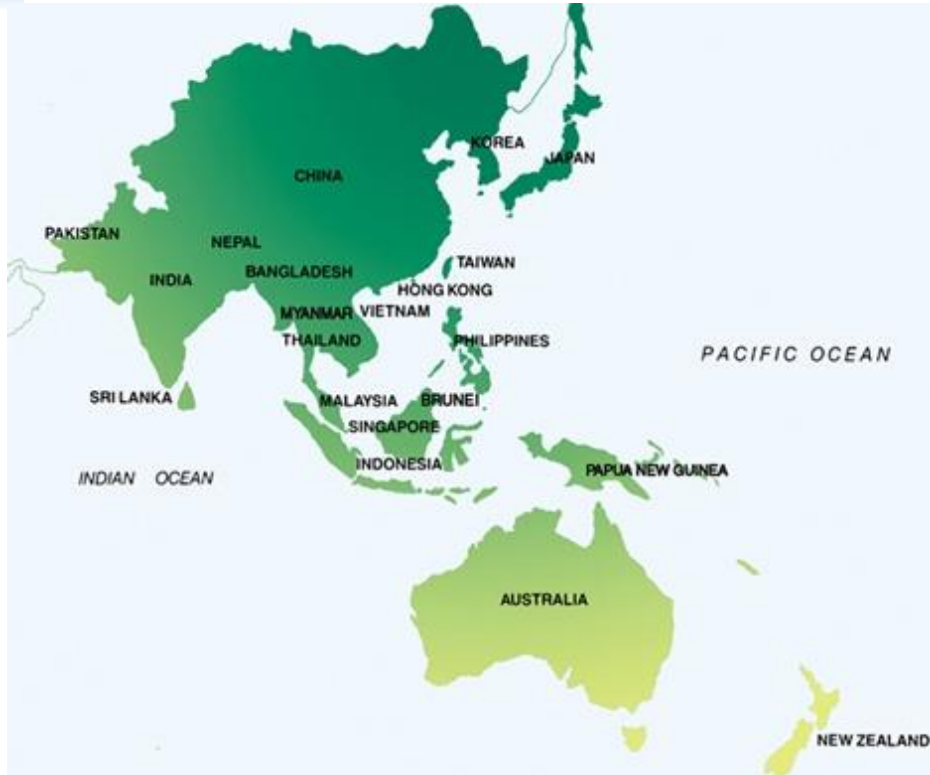 KOREA
JAPAN
CHINA
PAKISTAN
NEPAL
TAIWAN
BANGLADESH
INDIA
HONG KONG
MYANMAR
VIETNAM
THAILAND
PHILIPPINES
PACIFIC OCEAN
SRI LANKA
MALAYSIA
BRUNEI
SINGAPORE
INDONESIA
PAPUA NEW GUINEA
INDIAN OCEAN
AUSTRALIA
NEW ZEALAND